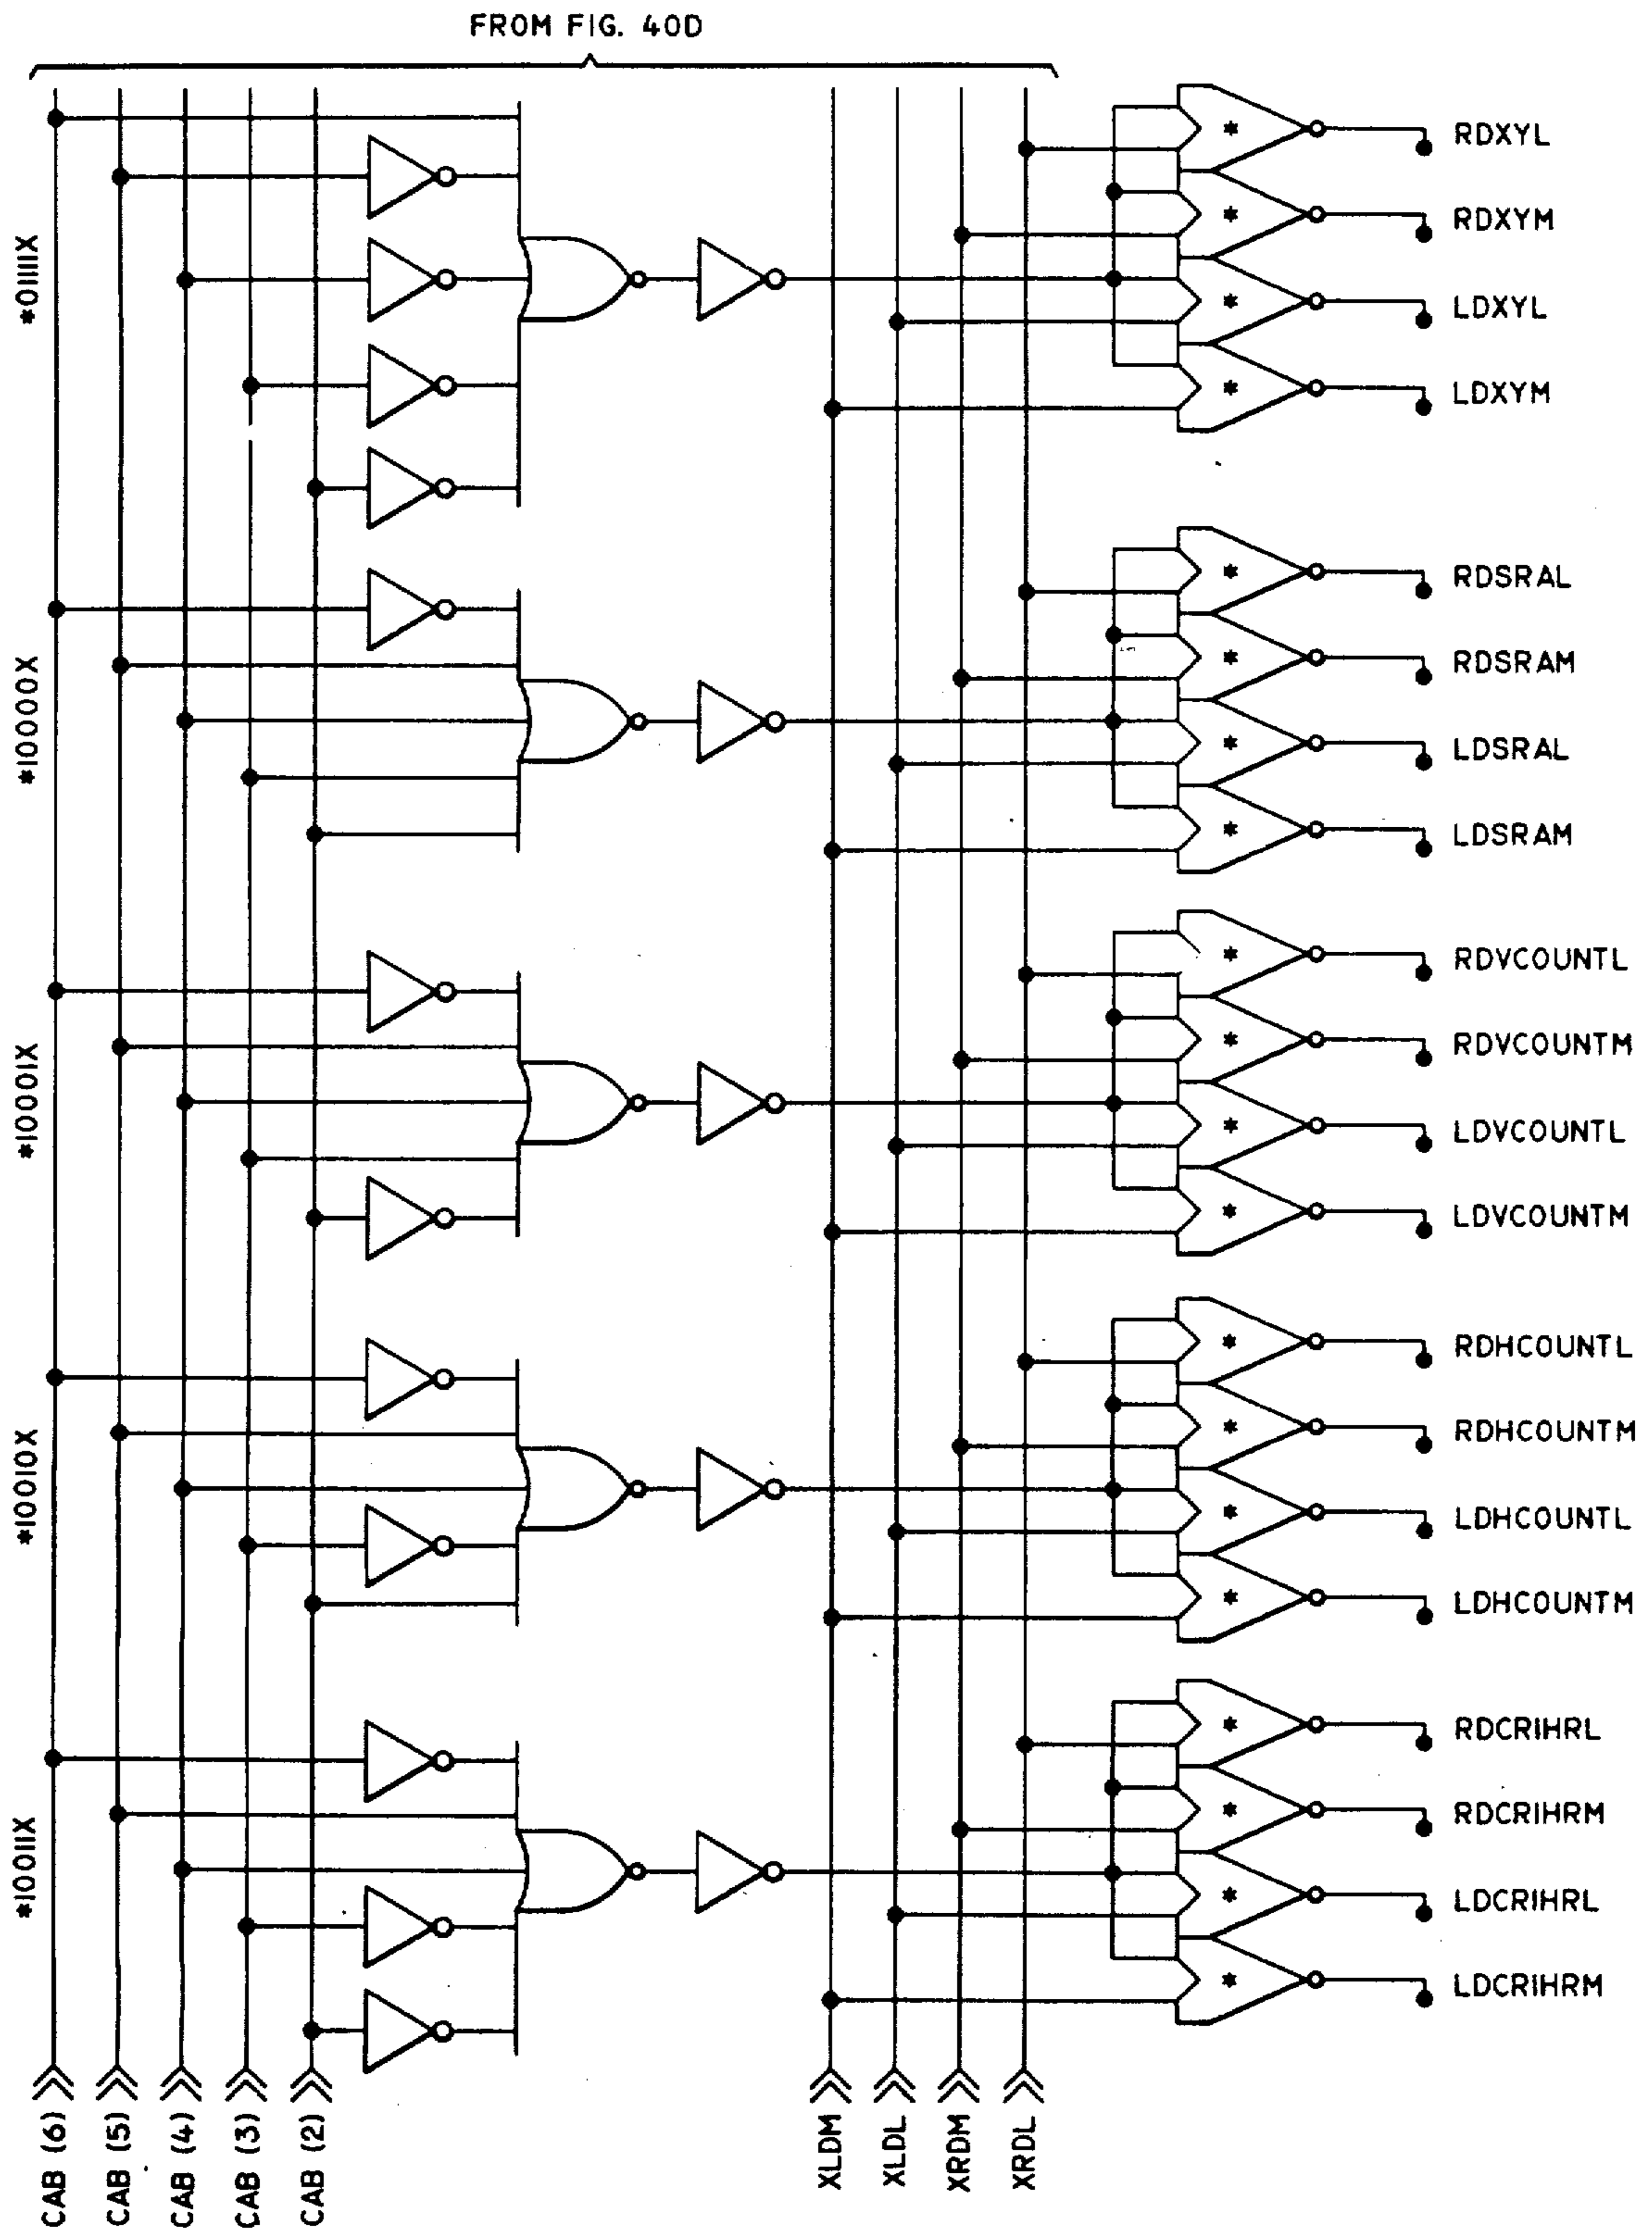 FROM FIG. 40D
*01111X
RDXYL
RDXYM
LDXYL
LDXYM
*10000X
RDSRAL
RDSRAM
LDSRAL
LDSRAM
*10001X
RDVCOUNTL
RDVCOUNTM
LDVCOUNTL
LDVCOUNTM
*10010X
RDHCOUNTL
RDHCOUNTM
LDHCOUNTL
LDHCOUNTM
*10011X
RDCRIHRL
RDCRIHRM
LDCRIHRL
LDCRIHRM
CAB (6)
CAB (5)
CAB (4)
CAB (3)
CAB (2)
XLDM
XLDL
XRDM
XRDL